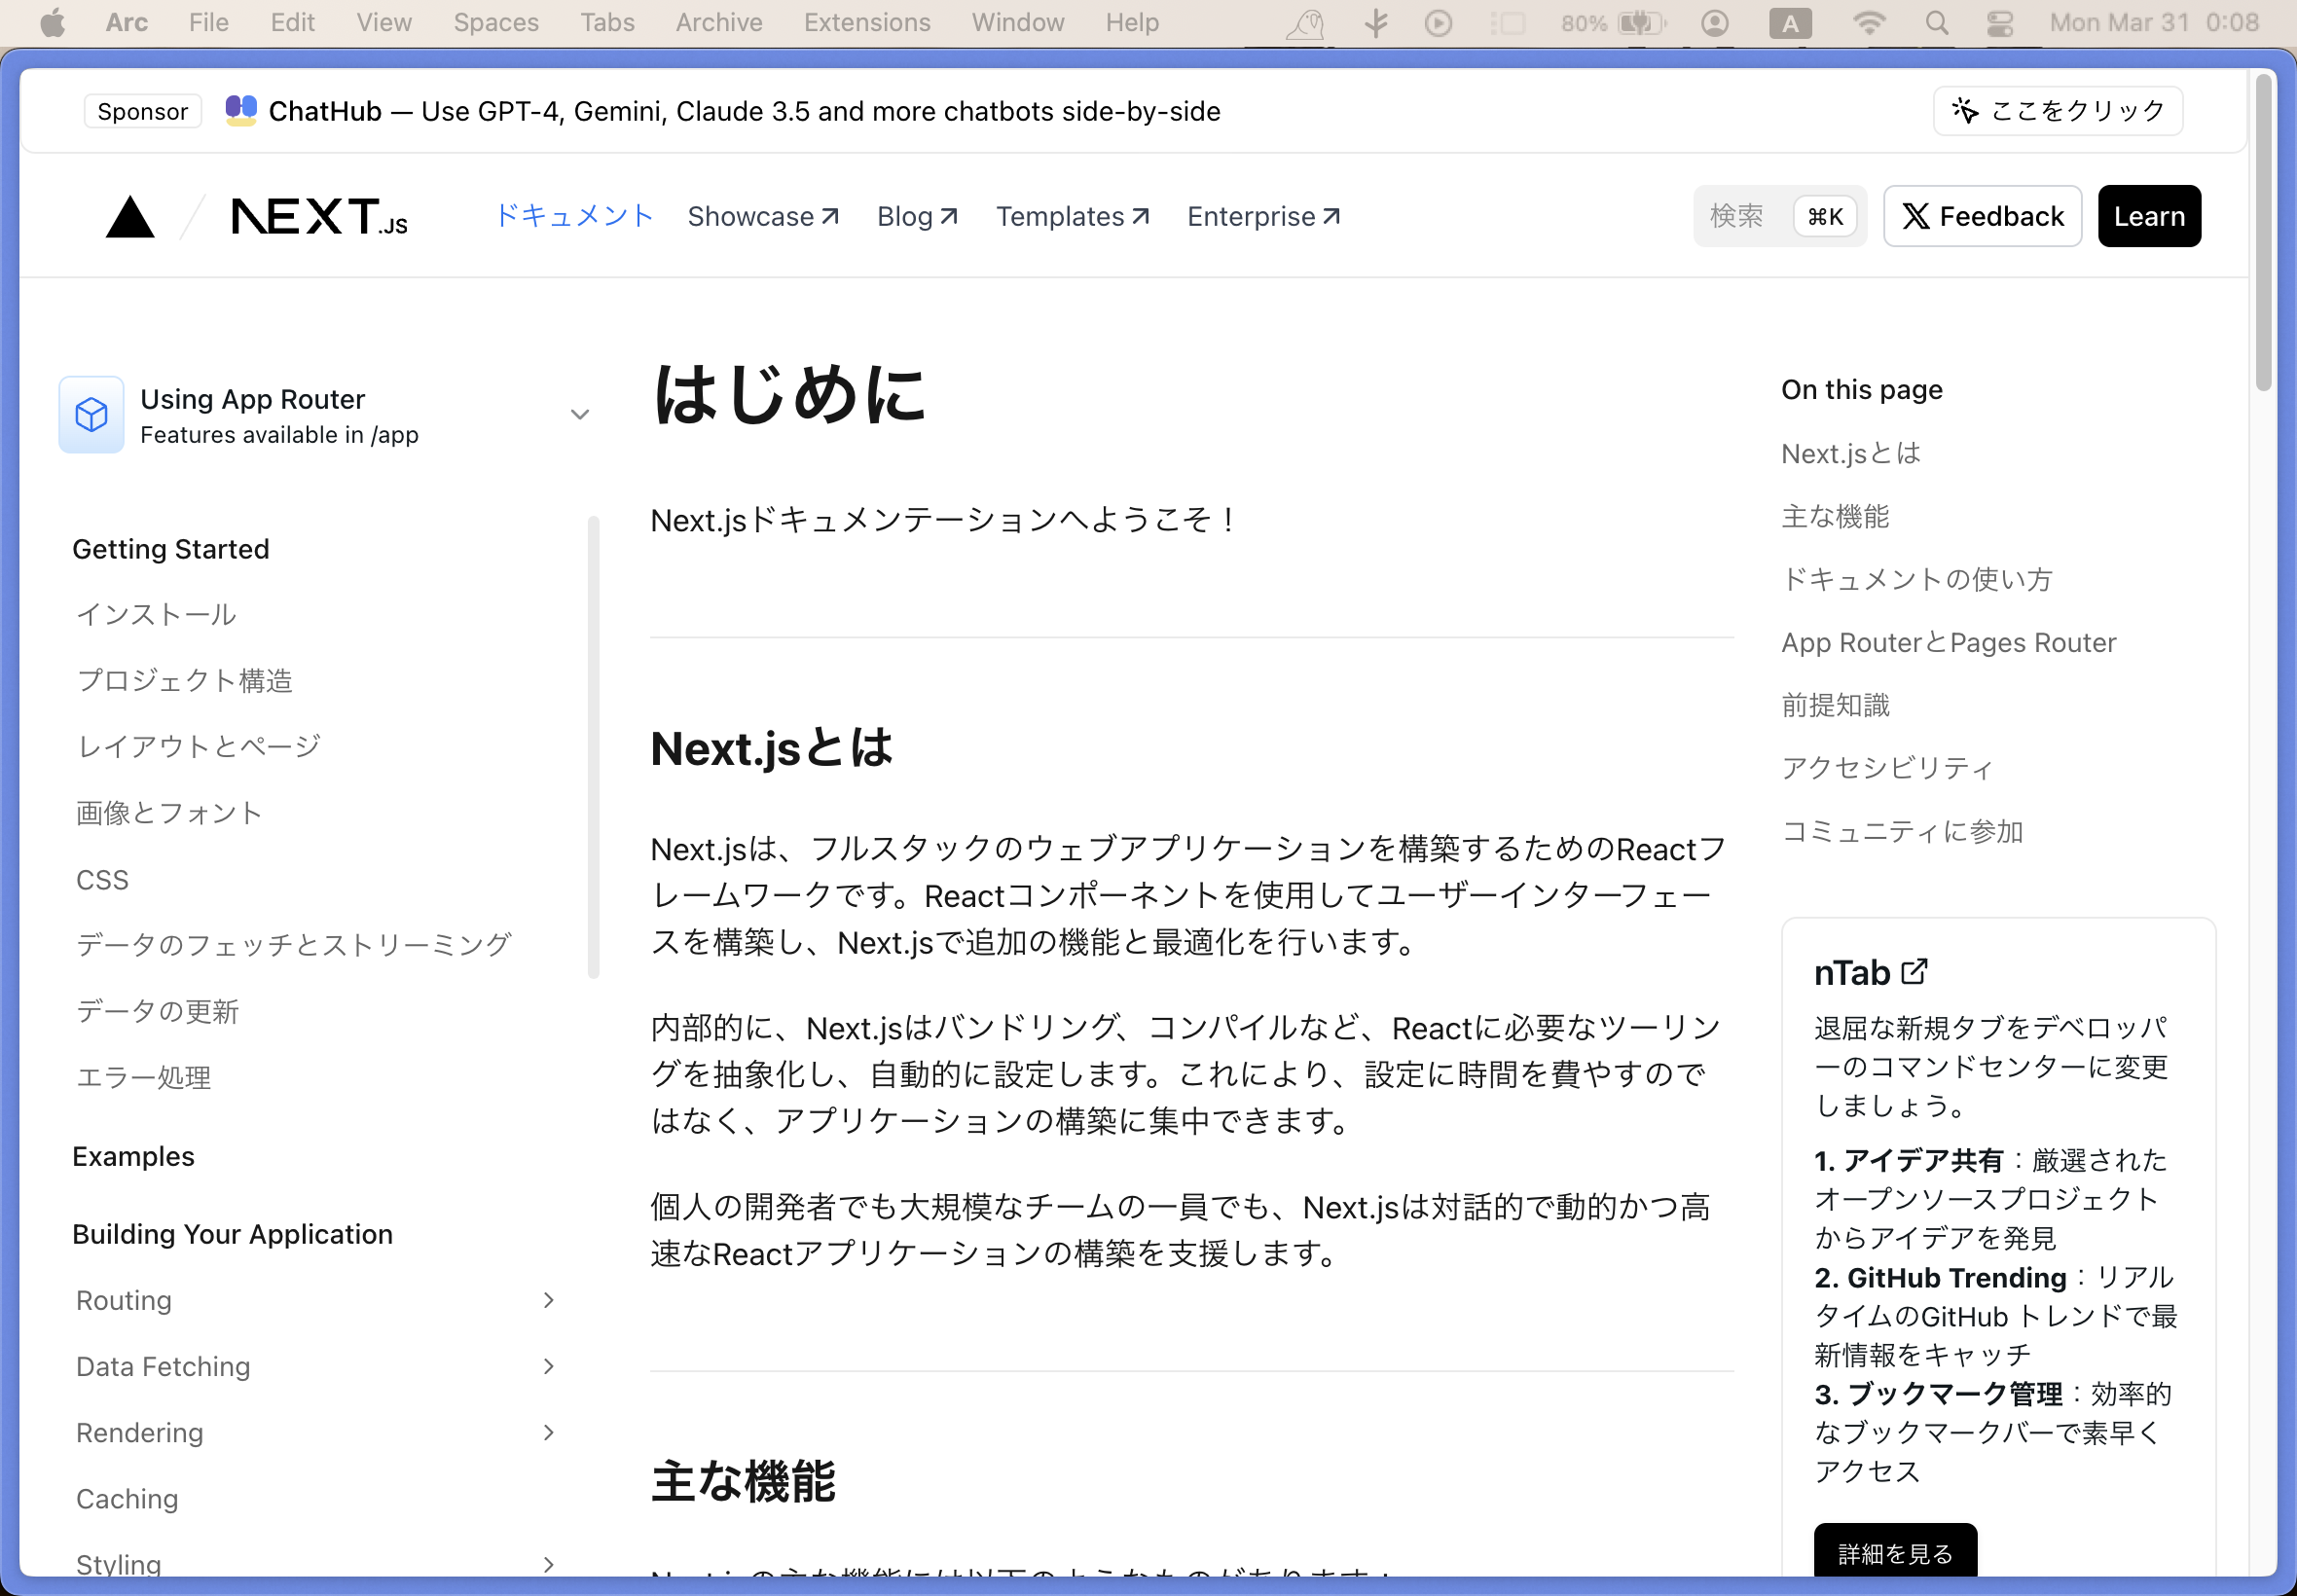 Arc File Edit View Spaces Tabs Archive Extensions Window Help 80% A Mon Mar 31 0:08
Sponsor ChatHub — Use GPT-4, Gemini, Claude 3.5 and more chatbots side-by-side ここをクリック
NEXT.JS ドキュメント Showcase Blog Templates Enterprise 検索 ⌘K X Feedback Learn
Using App Router
Features available in /app
Getting Started
インストール
プロジェクト構造
レイアウトとページ
画像とフォント
CSS
データのフェッチとストリーミング
データの更新
エラー処理
Examples
Building Your Application
Routing
Data Fetching
Rendering
Caching
Styling
はじめに
Next.jsドキュメンテーションへようこそ！
Next.jsとは
Next.jsは、フルスタックのウェブアプリケーションを構築するためのReactフ
レームワークです。Reactコンポーネントを使用してユーザーインターフェー
スを構築し、Next.jsで追加の機能と最適化を行います。
内部的に、Next.jsはバンドリング、コンパイルなど、Reactに必要なツーリン
グを抽象化し、自動的に設定します。これにより、設定に時間を費やすので
はなく、アプリケーションの構築に集中できます。
個人の開発者でも大規模なチームの一員でも、Next.jsは対話的で動的かつ高
速なReactアプリケーションの構築を支援します。
主な機能
Next.jsの主な機能には以下のようなものがあります：
On this page
Next.jsとは
主な機能
ドキュメントの使い方
App RouterとPages Router
前提知識
アクセシビリティ
コミュニティに参加
nTab
退屈な新規タブをデベロッパ
ーのコマンドセンターに変更
しましょう。
1. アイデア共有：厳選された
オープンソースプロジェクト
からアイデアを発見
2. GitHub Trending：リアル
タイムのGitHub トレンドで最
新情報をキャッチ
3. ブックマーク管理：効率的
なブックマークバーで素早く
アクセス
詳細を見る